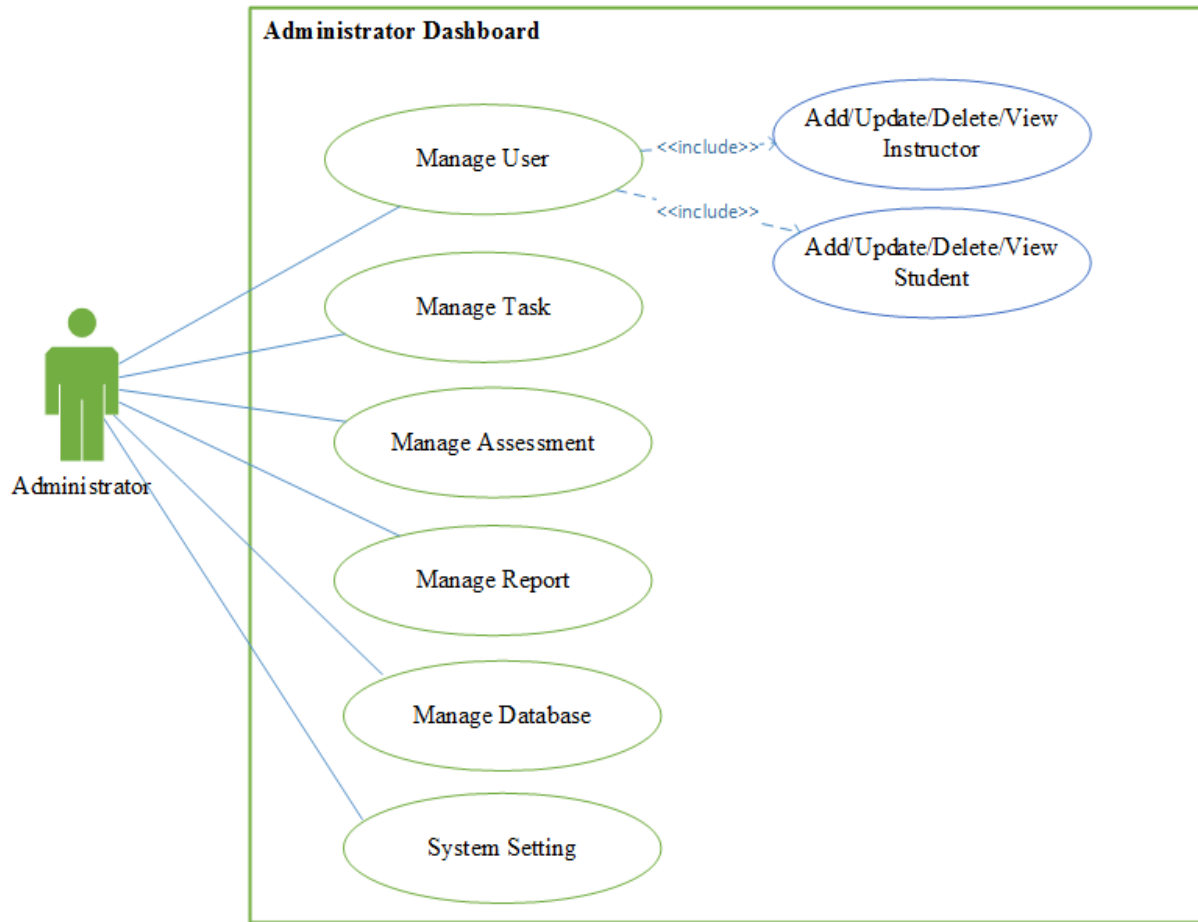 Administrator Dashboard
Manage User
<<include>>
Add/Update/Delete/View
Instructor
<<include>>
Add/Update/Delete/View
Student
Manage Task
Manage Assessment
Administrator
Manage Report
Manage Database
System Setting